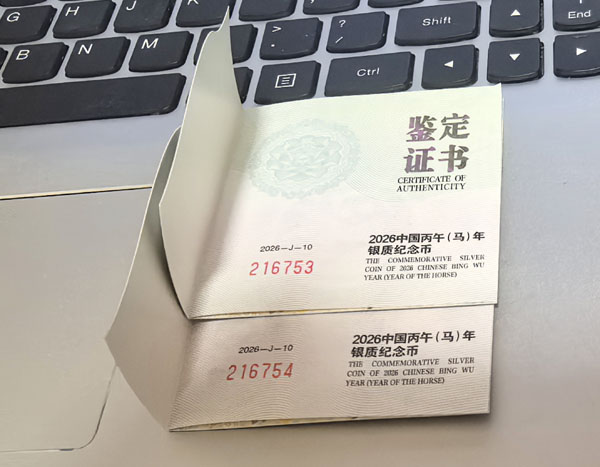 G
H
J
K
L
B
N
M
<
,
>
.
?
/
Shift
Ctrl
End
1
鉴定
证书
CERTIFICATE OF
AUTHENTICITY
2026-J-10
216753
2026中国丙午(马)年
银质纪念币
THE COMMEMORATIVE SILVER
COIN OF 2026 CHINESE BING WU
YEAR (YEAR OF THE HORSE)
2026-J-10
216754
2026中国丙午(马)年
银质纪念币
THE COMMEMORATIVE SILVER
COIN OF 2026 CHINESE BING WU
YEAR (YEAR OF THE HORSE)